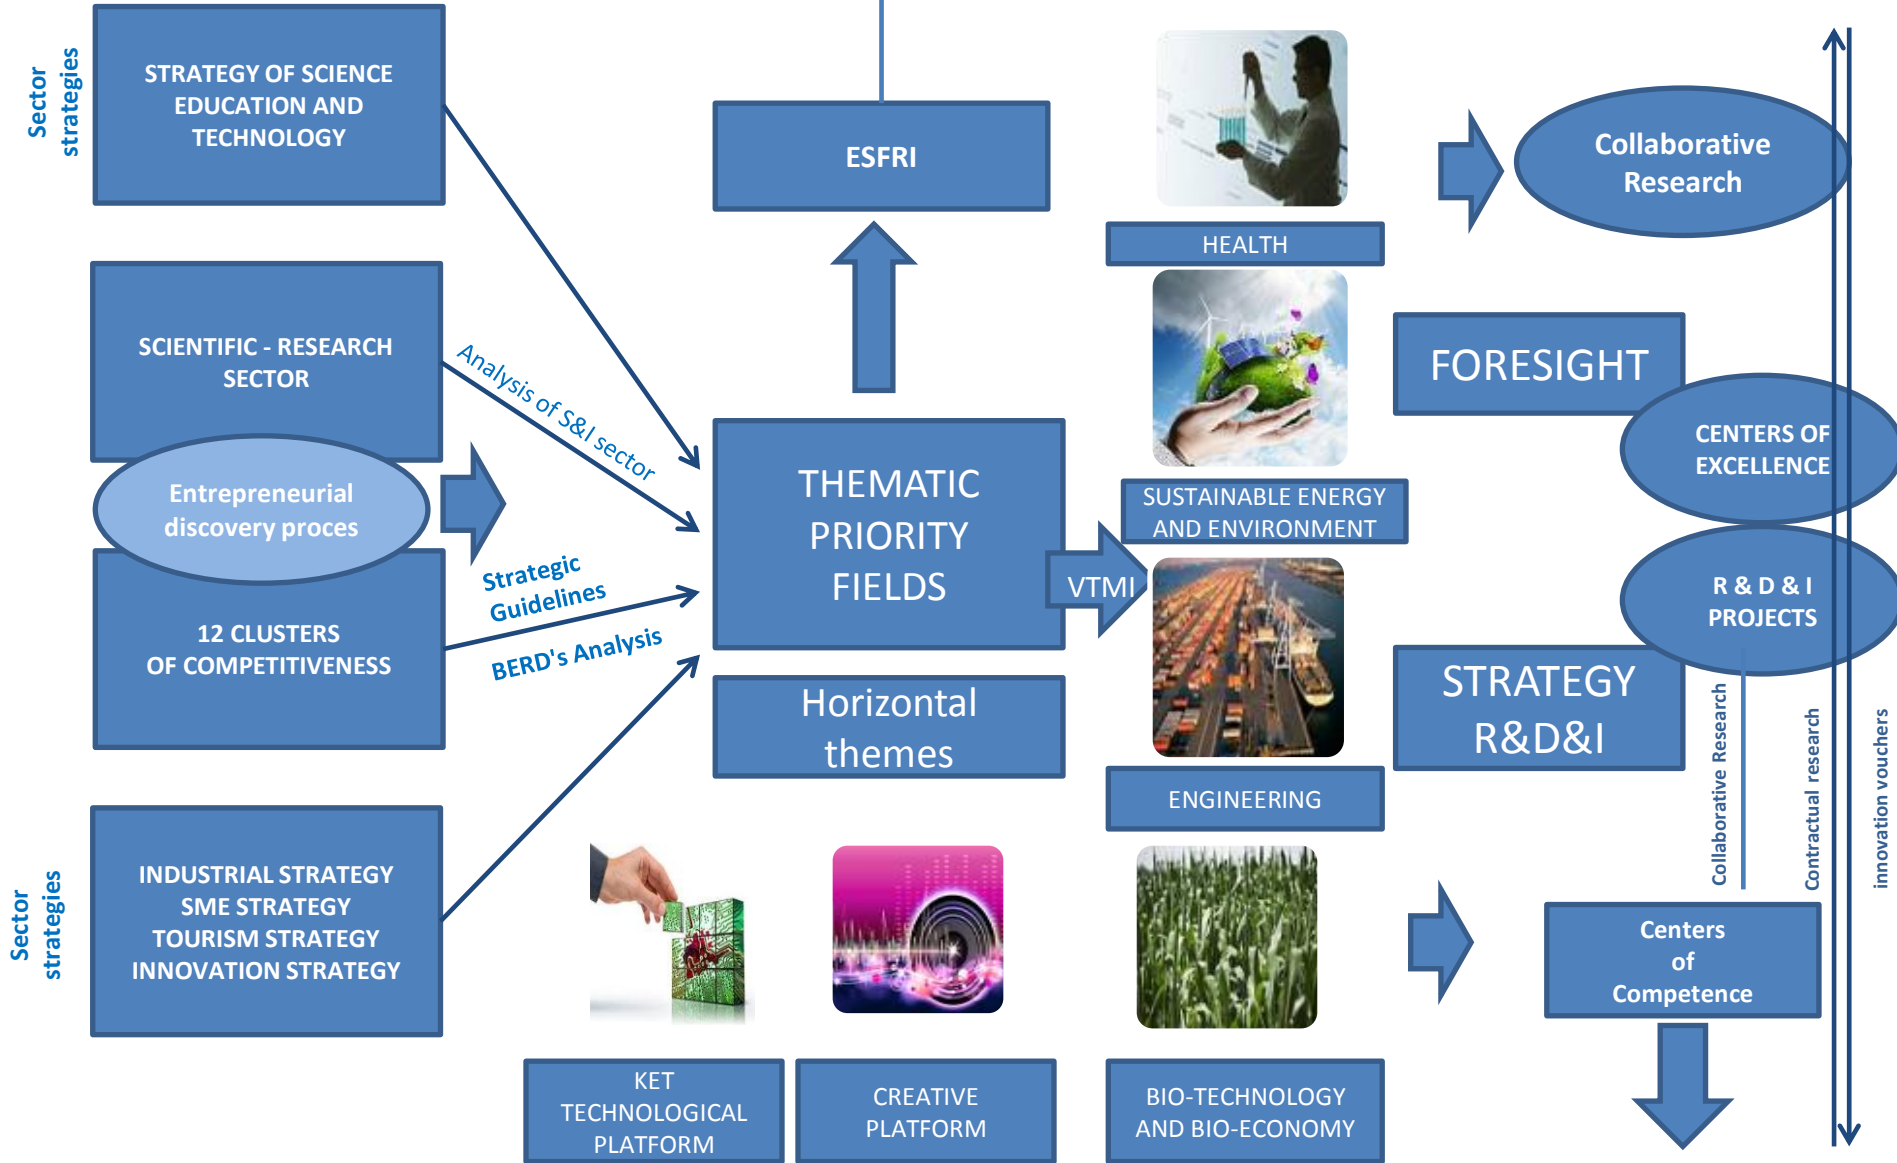 Sector
strategies
STRATEGY OF SCIENCE
EDUCATION AND
TECHNOLOGY
SCIENTIFIC - RESEARCH
SECTOR
Entrepreneurial
discovery proces
12 CLUSTERS
OF COMPETITIVENESS
Sector
strategies
INDUSTRIAL STRATEGY
SME STRATEGY
TOURISM STRATEGY
INNOVATION STRATEGY
Analysis of S&I sector
Strategic
Guidelines
BERD's Analysis
ESFRI
THEMATIC
PRIORITY
FIELDS
VTMI
Horizontal
themes
KET
TECHNOLOGICAL
PLATFORM
CREATIVE
PLATFORM
HEALTH
SUSTAINABLE ENERGY
AND ENVIRONMENT
ENGINEERING
BIO-TECHNOLOGY
AND BIO-ECONOMY
Collaborative
Research
FORESIGHT
CENTERS OF
EXCELLENCE
R & D & I
PROJECTS
STRATEGY
R&D&I
Collaborative Research
Contractual research
innovation vouchers
Centers
of
Competence